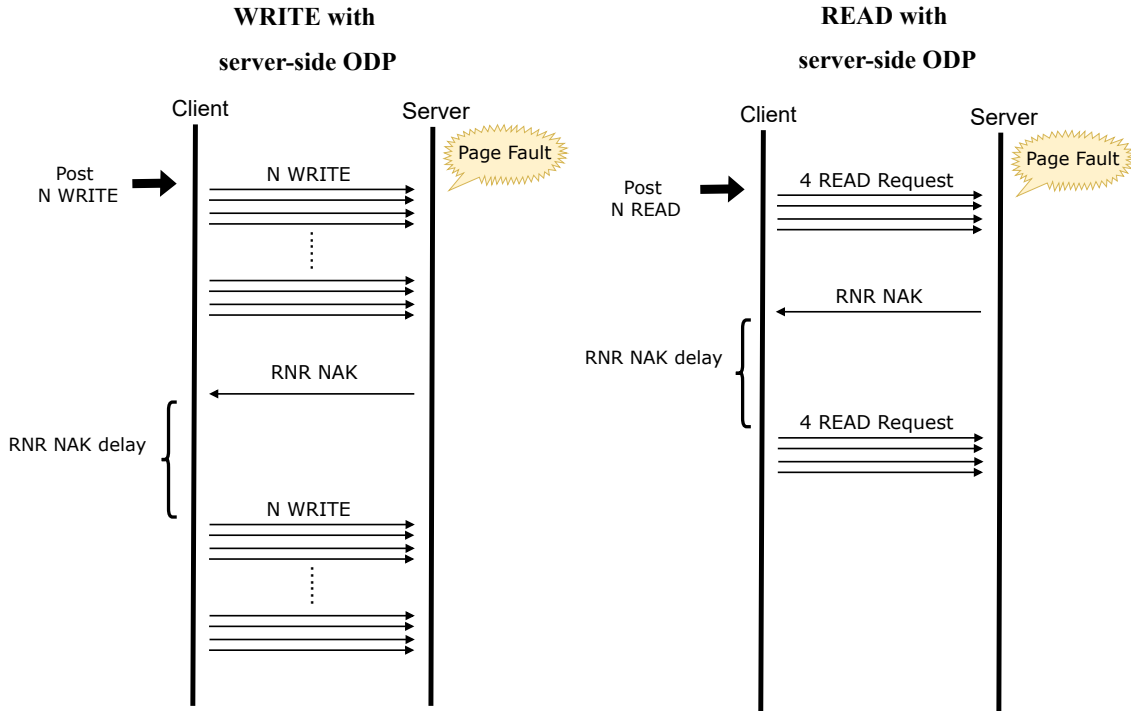 WRITE with
server-side ODP
Client
Server
Page Fault
Post
N WRITE
N WRITE
RNR NAK
RNR NAK delay
N WRITE
READ with
server-side ODP
Client
Server
Page Fault
Post
N READ
4 READ Request
RNR NAK
RNR NAK delay
4 READ Request